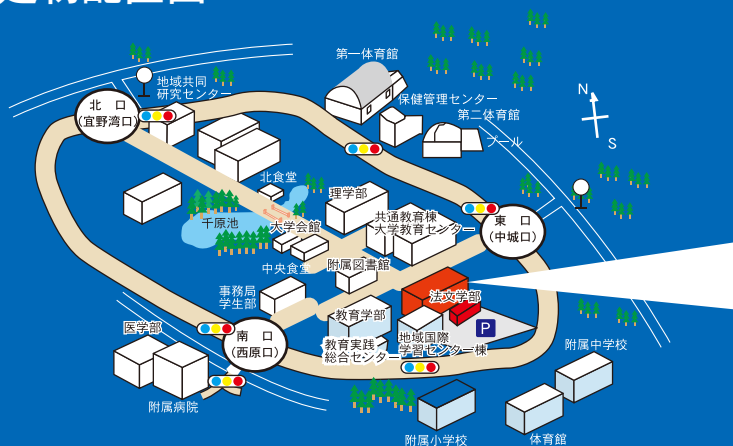 第一体育館
地域共同
研究センター
保健管理センター
第二体育館
プール
N
S
北 口
(宜野湾口)
北食堂
理学部
千原池
大学会館
共通教育棟
大学教育センター
東 口
(中城口)
中央食堂
附属図書館
事務局
学生部
法文学部
教育学部
P
医学部
南 口
(西原口)
教育実践
総合センター
地域国際
学習センター棟
附属中学校
附属病院
附属小学校
体育館